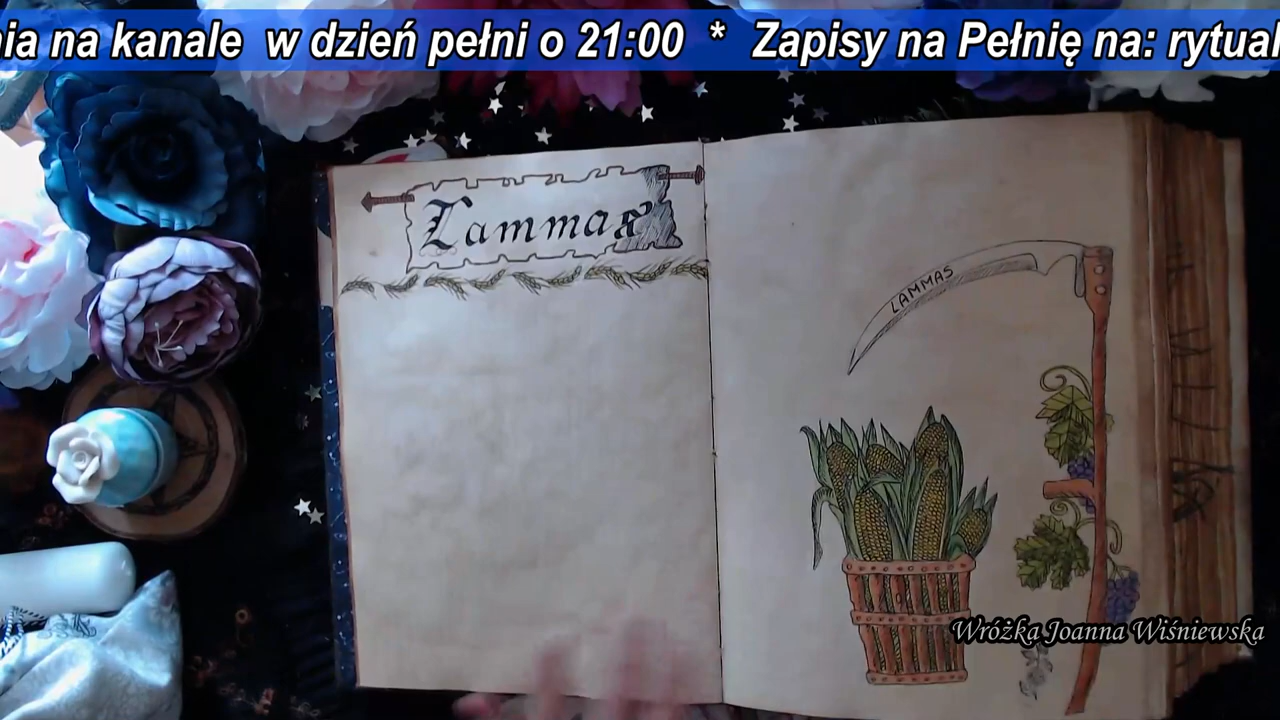 nia na kanale w dzień pełni o 21:00 * Zapisy na Pełnię na: rytual
Lammas
LAMMAS
Wróżka Joanna Wiśniewska